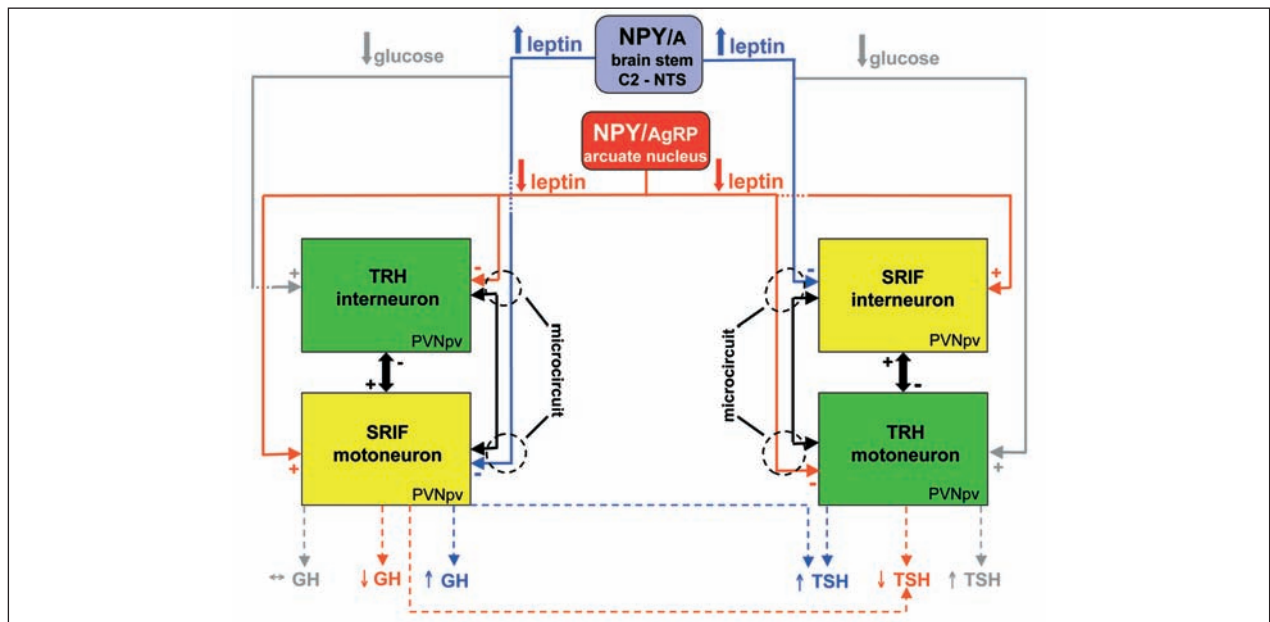 NPY/A
brain stem
C2 - NTS
leptin
leptin
glucose
glucose
NPY/AgRP
arcuate nucleus
leptin
leptin
+
TRH
interneuron
PVNpv
-
-
SRIF
interneuron
PVNpv
+
microcircuit
microcircuit
-
+
+
-
SRIF
motoneuron
PVNpv
+
-
TRH
motoneuron
PVNpv
-
+
↔ GH
↓ GH
↑ GH
↑ TSH
↓ TSH
↑ TSH